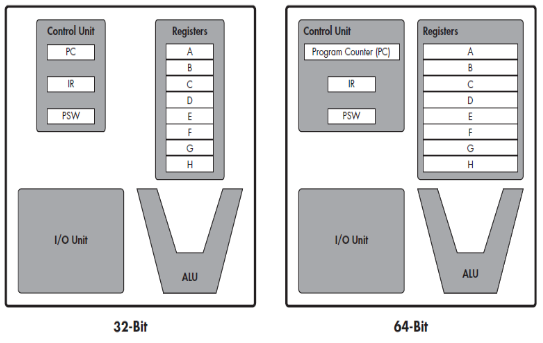 Control Unit
PC
IR
PSW
Registers
A
B
C
D
E
F
G
H
I/O Unit
ALU
32-Bit
Control Unit
Program Counter (PC)
IR
PSW
Registers
A
B
C
D
E
F
G
H
I/O Unit
ALU
64-Bit